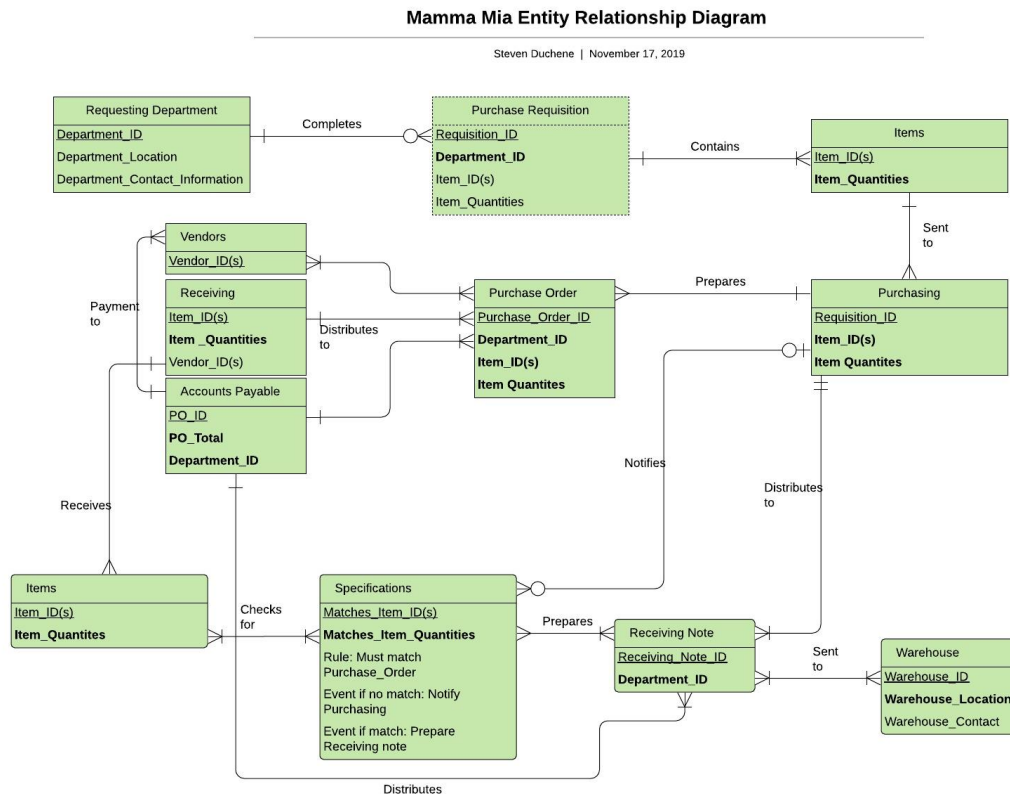 Mamma Mia Entity Relationship Diagram
Steven Duchene | November 17, 2019
Requesting Department
Department_ID
Department_Location
Department_Contact_Information
Completes
Purchase Requisition
Requisition_ID
Department_ID
Item_ID(s)
Item_Quantities
Contains
Items
Item_ID(s)
Item_Quantities
Sent
to
Vendors
Vendor_ID(s)
Payment
to
Receiving
Item_ID(s)
Item _Quantities
Vendor_ID(s)
Distributes
to
Accounts Payable
PO_ID
PO_Total
Department_ID
Purchase Order
Purchase_Order_ID
Department_ID
Item_ID(s)
Item Quantites
Prepares
Purchasing
Requisition_ID
Item_ID(s)
Item Quantites
Notifies
Distributes
to
Receives
Items
Item_ID(s)
Item_Quantites
Checks
for
Specifications
Matches_Item_ID(s)
Matches_Item_Quantities
Rule: Must match
Purchase_Order
Event if no match: Notify
Purchasing
Event if match: Prepare
Receiving note
Prepares
Receiving Note
Receiving_Note_ID
Department_ID
Sent
to
Warehouse
Warehouse_ID
Warehouse_Location
Warehouse_Contact
Distributes